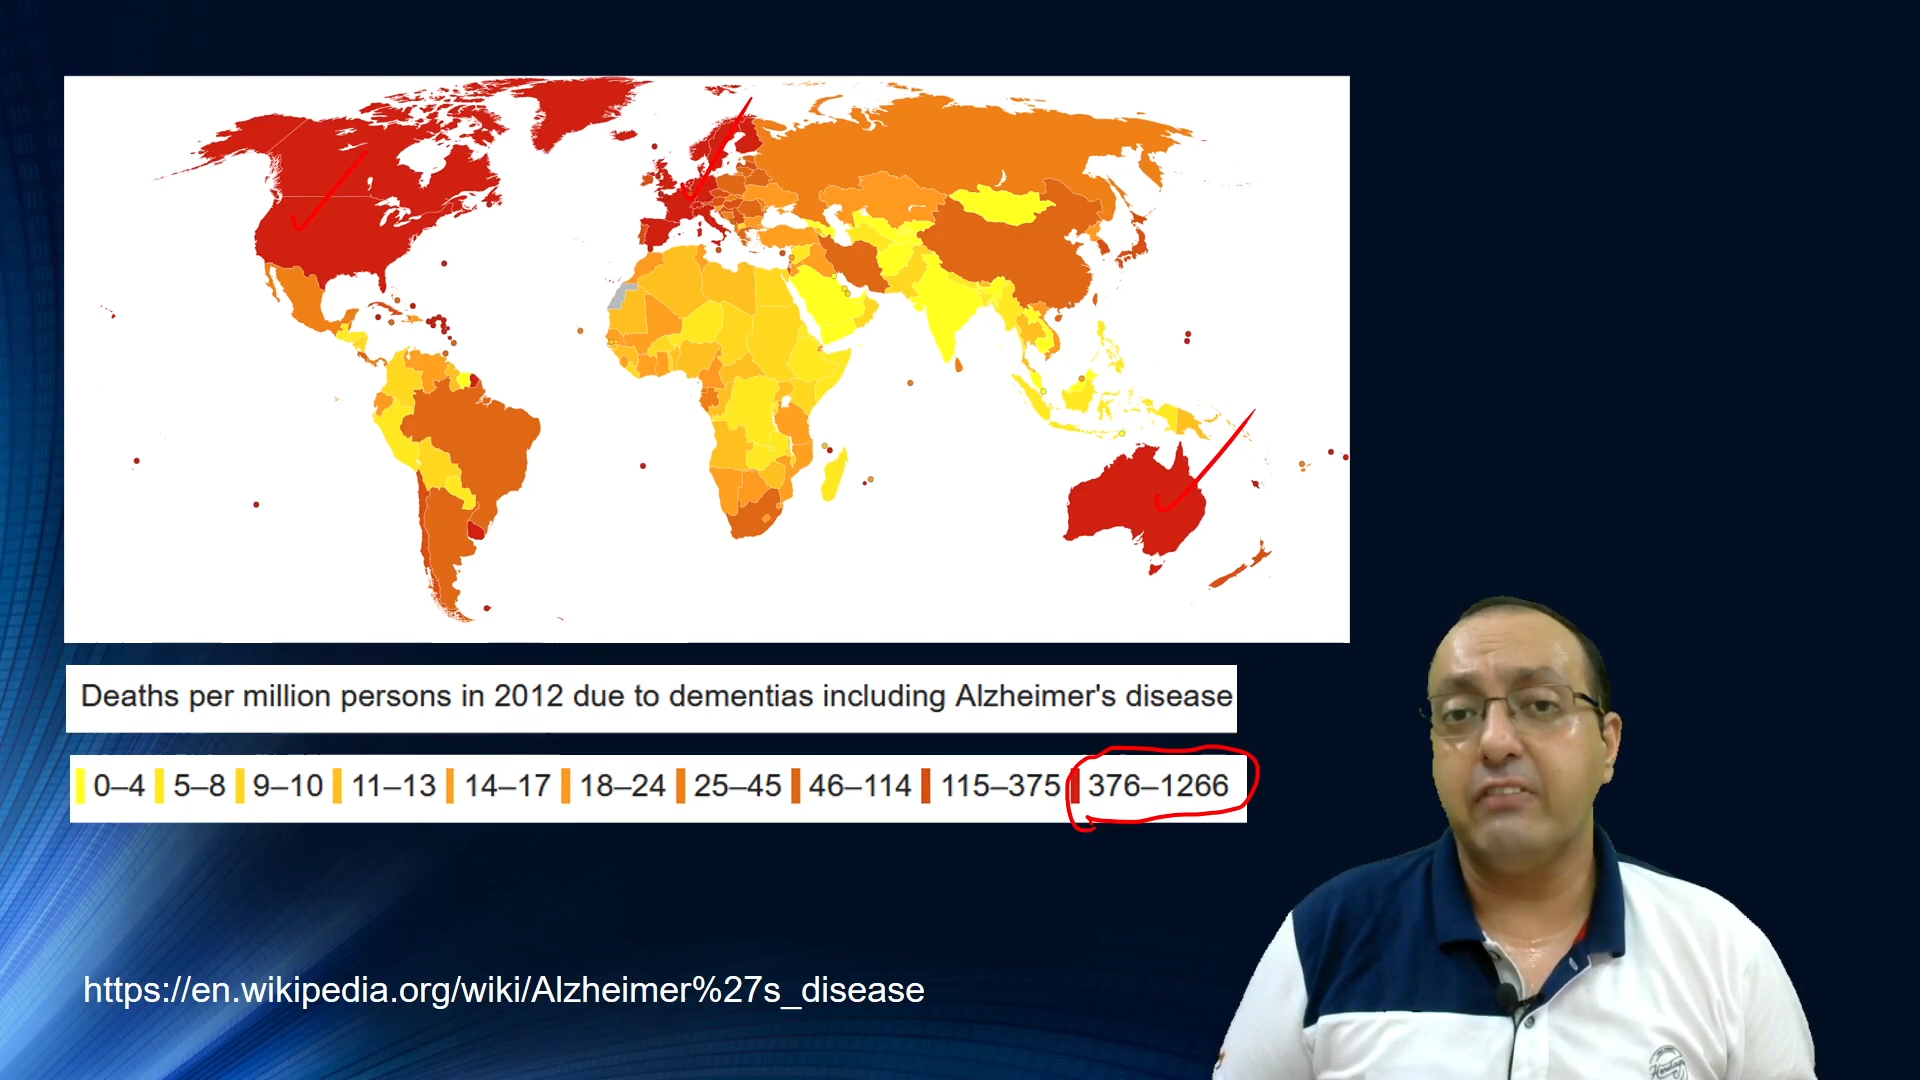 Deaths per million persons in 2012 due to dementias including Alzheimer's disease
0–4 5–8 9–10 11–13 14–17 18–24 25–45 46–114 115–375 376–1266
https://en.wikipedia.org/wiki/Alzheimer%27s_disease